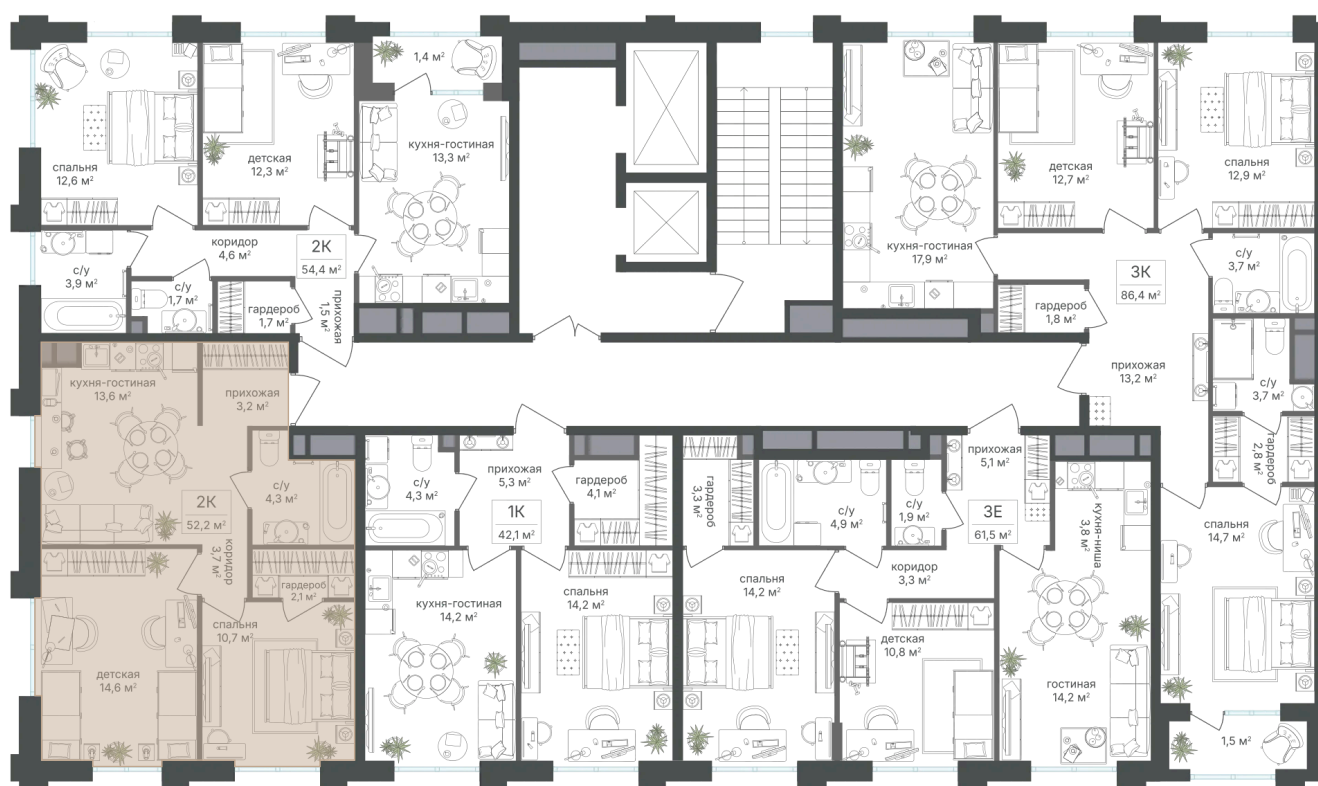 спальня
12,6 м²
детская
12,3 м²
1,4 м²
кухня-гостиная
13,3 м²
с/у
3,9 м²
коридор
4,6 м²
2К
54,4 м²
с/у
1,7 м²
гардероб
1,7 м²
прихожая
1,5 м²
кухня-гостиная
17,9 м²
детская
12,7 м²
спальня
12,9 м²
3К
86,4 м²
с/у
3,7 м²
гардероб
1,8 м²
прихожая
13,2 м²
с/у
3,7 м²
гардероб
2,8 м²
спальня
14,7 м²
1,5 м²
кухня-гостиная
13,6 м²
прихожая
3,2 м²
с/у
4,3 м²
2К
52,2 м²
коридор
3,7 м²
гардероб
2,1 м²
спальня
10,7 м²
детская
14,6 м²
с/у
4,3 м²
прихожая
5,3 м²
гардероб
4,1 м²
1К
42,1 м²
кухня-гостиная
14,2 м²
спальня
14,2 м²
гардероб
3,3 м²
с/у
4,9 м²
с/у
1,9 м²
прихожая
5,1 м²
3Е
61,5 м²
кухня-ниша
3,8 м²
спальня
14,2 м²
коридор
3,3 м²
детская
10,8 м²
гостиная
14,2 м²